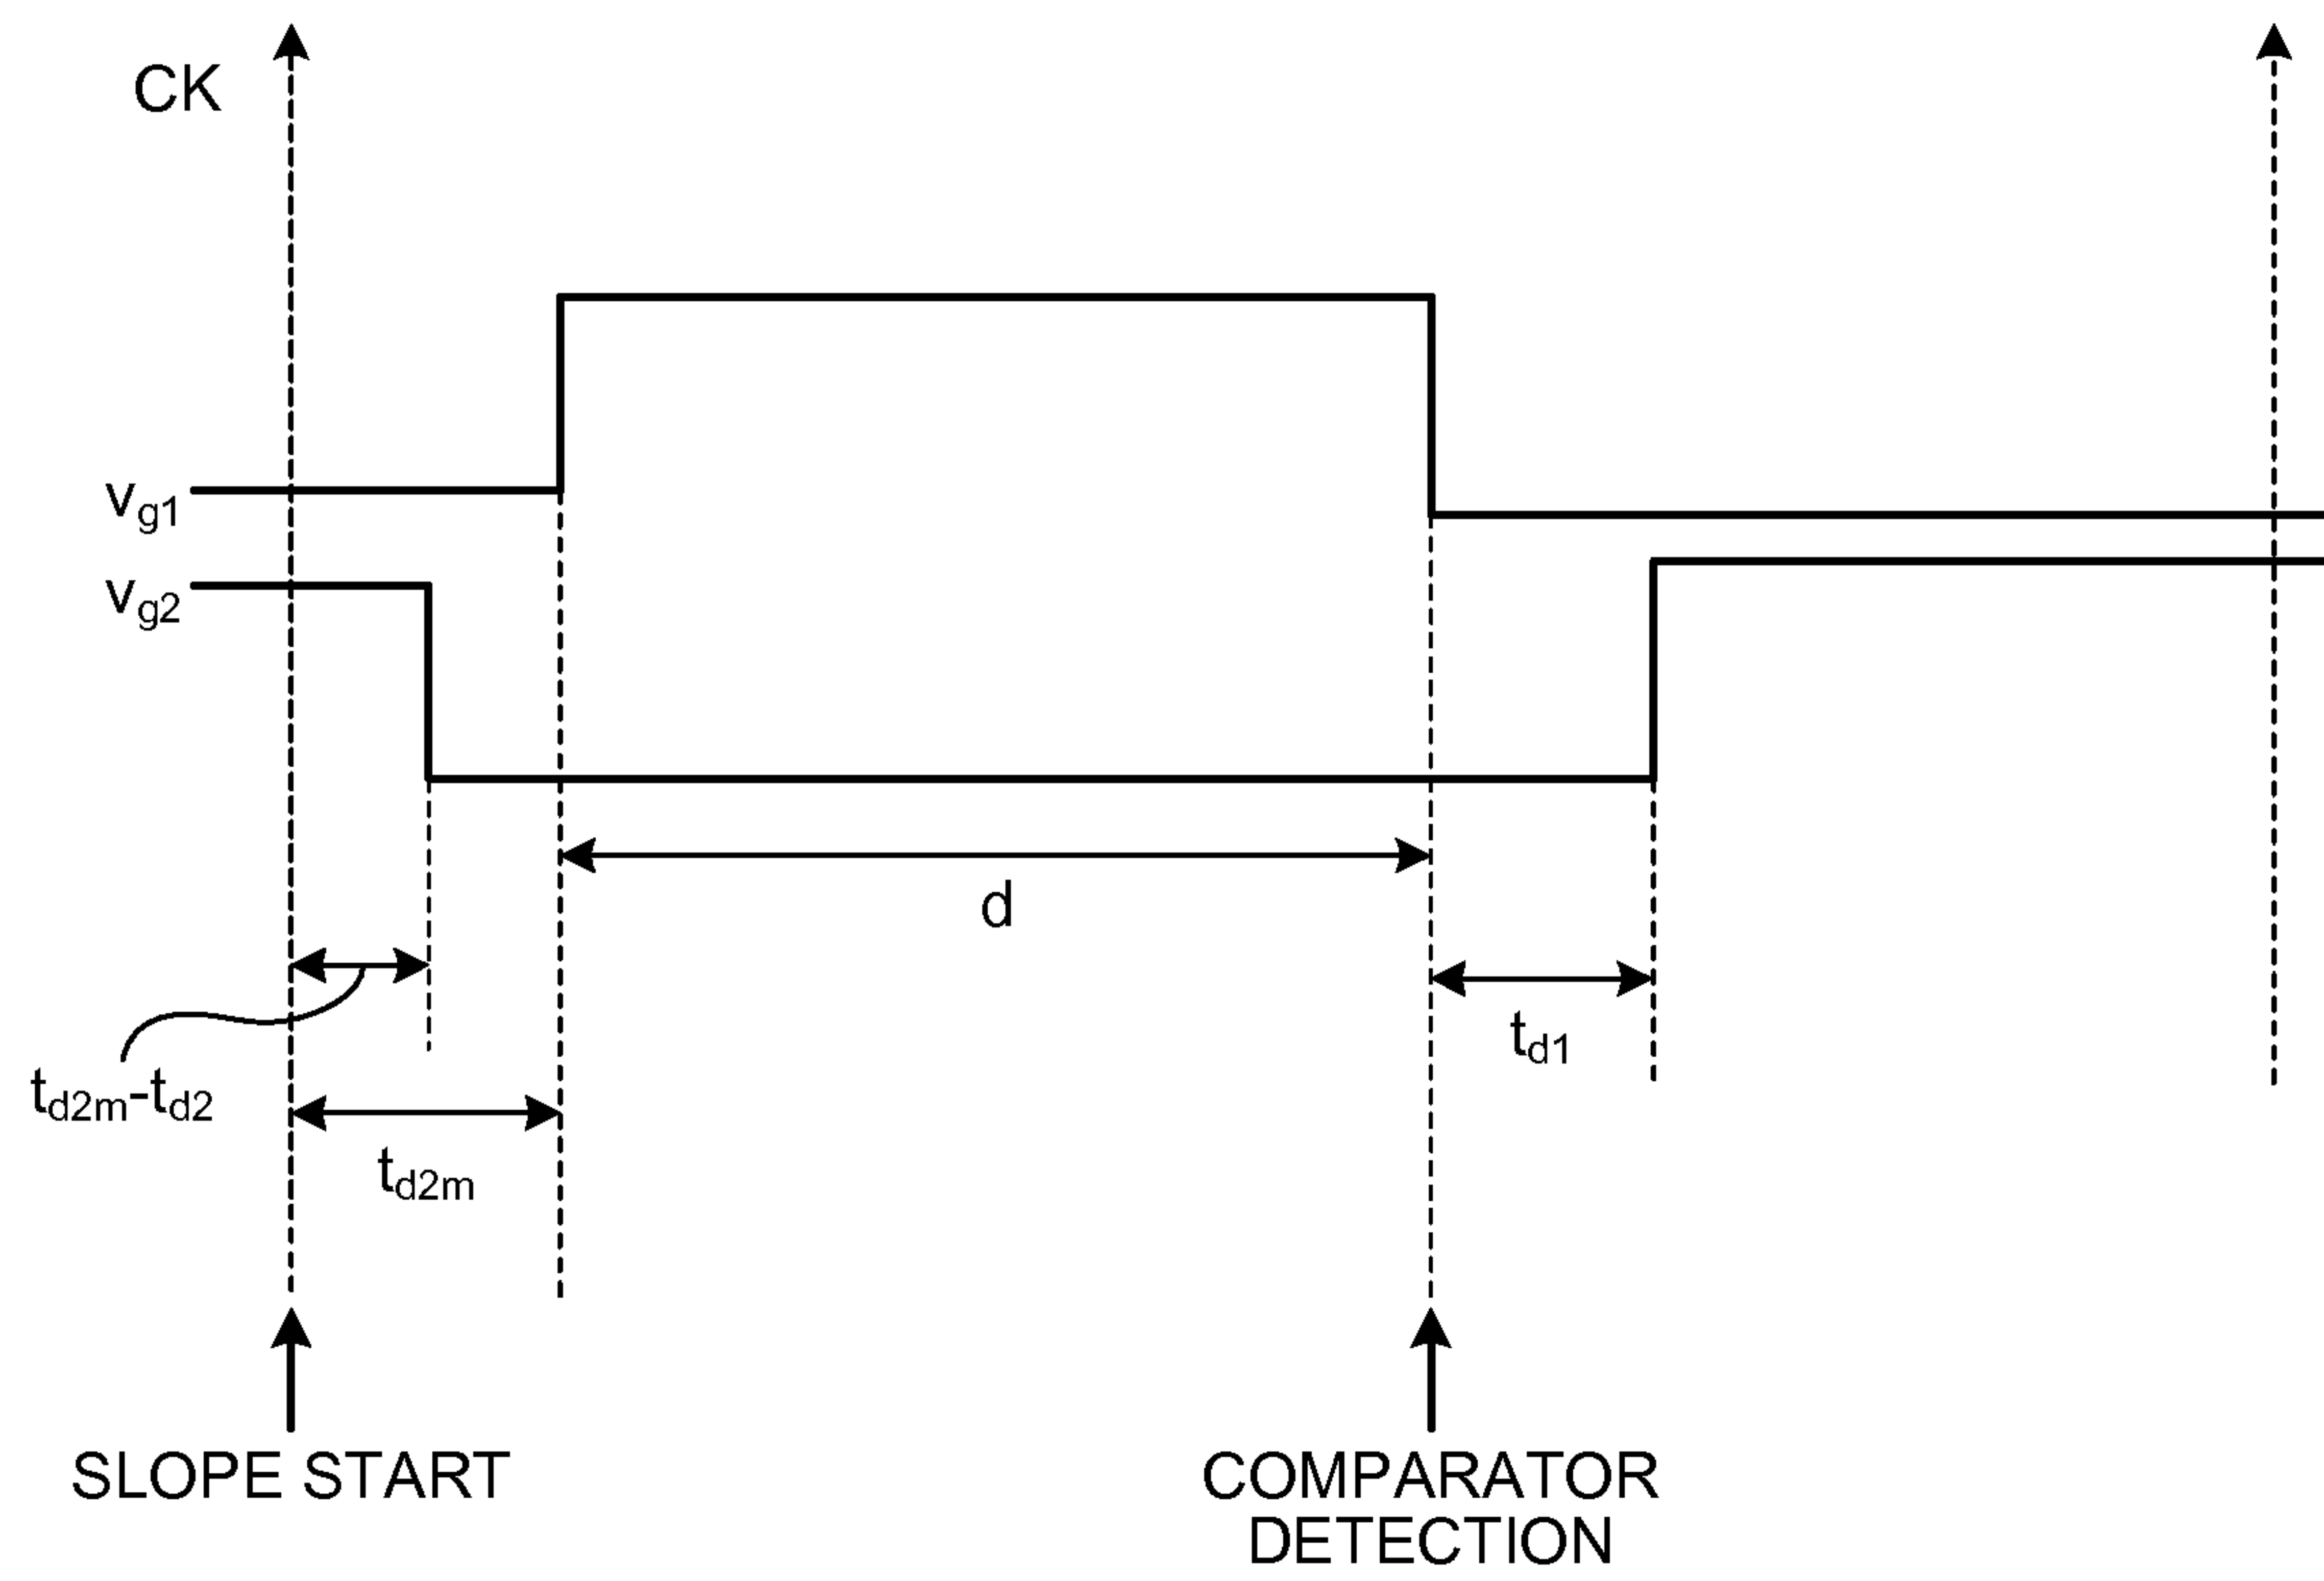 CK
vg1
vg2
d
td1
td2m-td2
td2m
SLOPE START
COMPARATOR
DETECTION